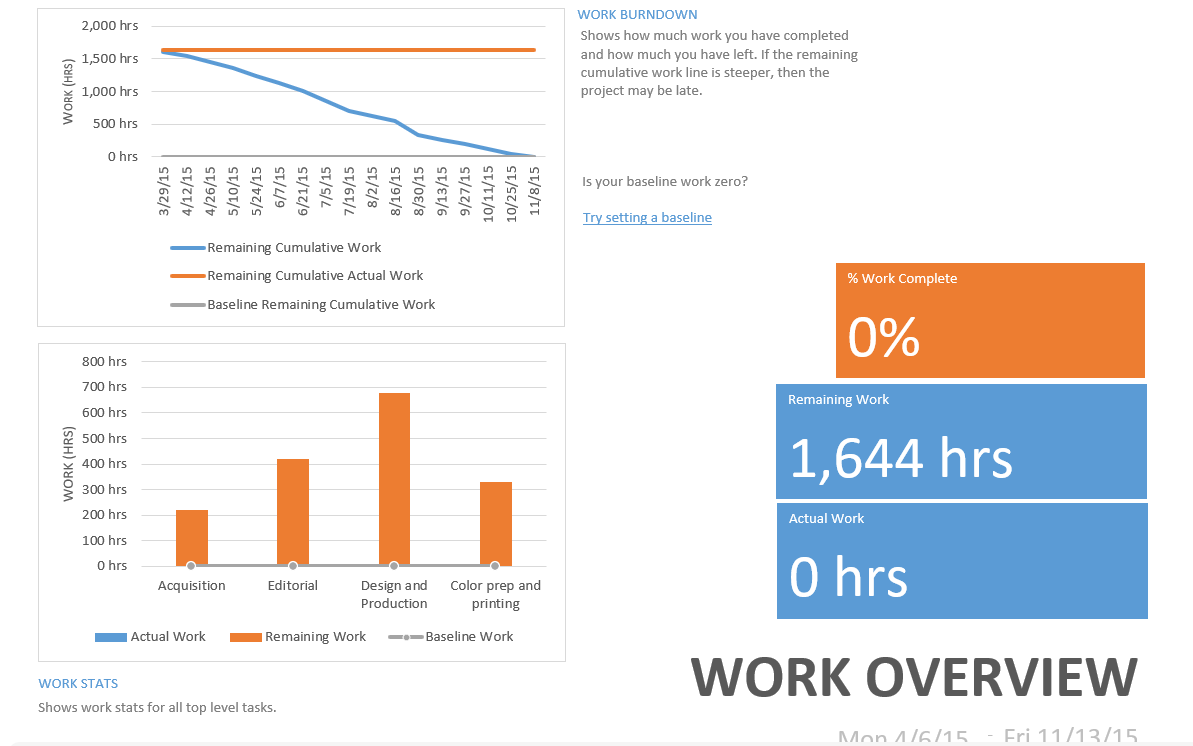 2,000 hrs
1,500 hrs
1,000 hrs
500 hrs
0 hrs
WORK (HRS)
3/29/15
4/12/15
4/26/15
5/10/15
5/24/15
6/7/15
6/21/15
7/5/15
7/19/15
8/2/15
8/16/15
8/30/15
9/13/15
9/27/15
10/11/15
10/25/15
11/8/15
Remaining Cumulative Work
Remaining Cumulative Actual Work
Baseline Remaining Cumulative Work
WORK BURNDOWN
Shows how much work you have completed
and how much you have left. If the remaining
cumulative work line is steeper, then the
project may be late.
Is your baseline work zero?
Try setting a baseline
% Work Complete
0%
Remaining Work
1,644 hrs
Actual Work
0 hrs
800 hrs
700 hrs
600 hrs
500 hrs
400 hrs
300 hrs
200 hrs
100 hrs
0 hrs
WORK (HRS)
Acquisition
Editorial
Design and
Production
Color prep and
printing
Actual Work
Remaining Work
Baseline Work
WORK STATS
Shows work stats for all top level tasks.
WORK OVERVIEW
Mon 4/6/15 - Fri 11/13/15